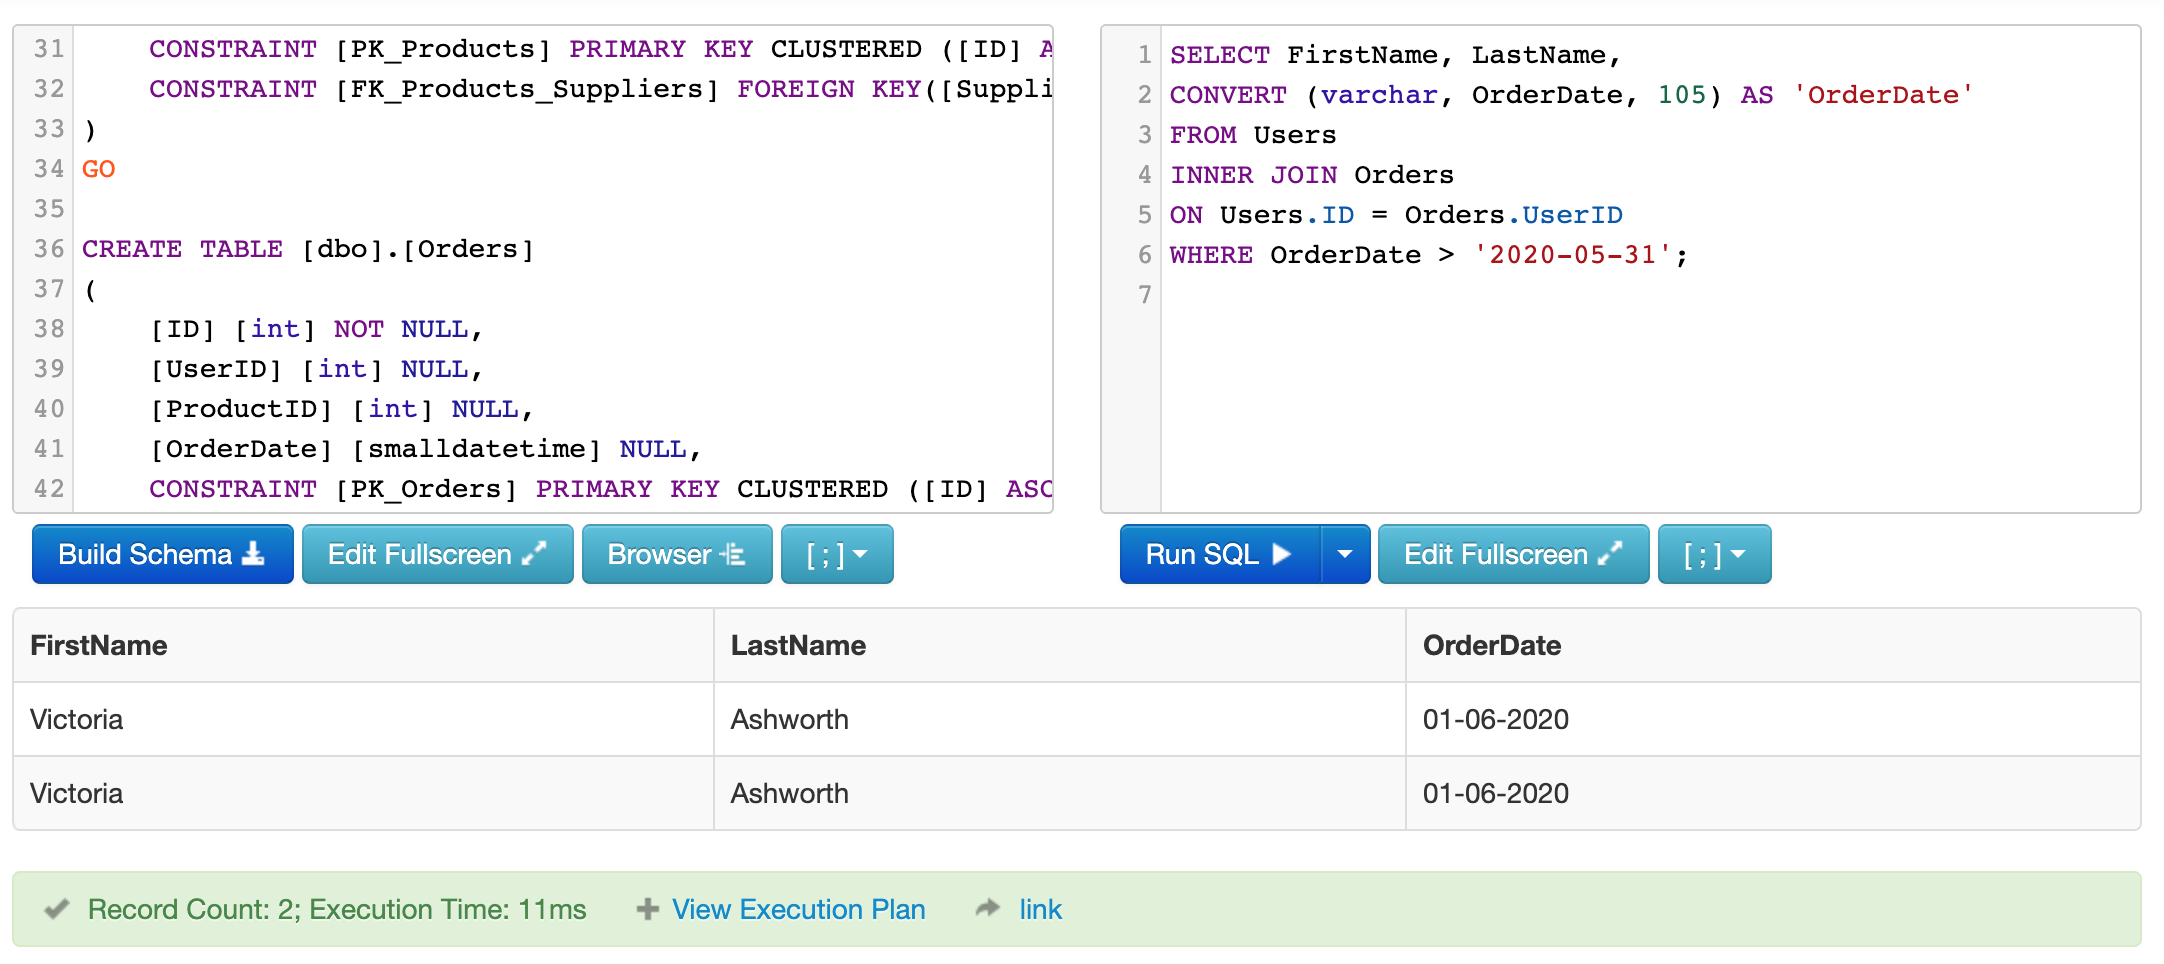 31 CONSTRAINT [PK_Products] PRIMARY KEY CLUSTERED ([ID] A
32 CONSTRAINT [FK_Products_Suppliers] FOREIGN KEY([Suppli
33 )
34 GO
35
36 CREATE TABLE [dbo].[Orders]
37 (
38 [ID] [int] NOT NULL,
39 [UserID] [int] NULL,
40 [ProductID] [int] NULL,
41 [OrderDate] [smalldatetime] NULL,
42 CONSTRAINT [PK_Orders] PRIMARY KEY CLUSTERED ([ID] ASC
Build Schema Edit Fullscreen Browser [ ; ]
1 SELECT FirstName, LastName,
2 CONVERT (varchar, OrderDate, 105) AS 'OrderDate'
3 FROM Users
4 INNER JOIN Orders
5 ON Users.ID = Orders.UserID
6 WHERE OrderDate > '2020-05-31';
7
Run SQL Edit Fullscreen [ ; ]
FirstName LastName OrderDate
Victoria Ashworth 01-06-2020
Victoria Ashworth 01-06-2020
Record Count: 2; Execution Time: 11ms View Execution Plan link